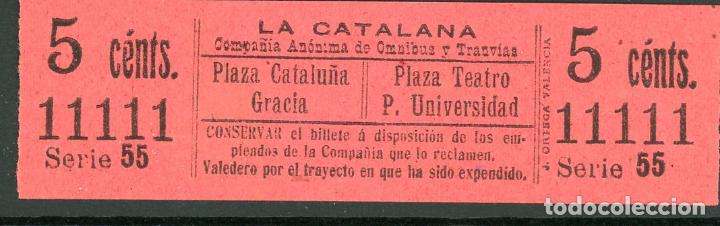 5 cénts.
11111
Serie 55
LA CATALANA
Compañía Anónima de Omnibus y Tranvías
Plaza Cataluña
Gracia
Plaza Teatro
P. Universidad
CONSERVAR el billete á disposición de los em-
pleados de la Compañía que lo reclamen.
Valedero por el trayecto en que ha sido expendido.
J. ORTEGA VALENCIA
5 cénts.
11111
Serie 55
todocoleccion.net